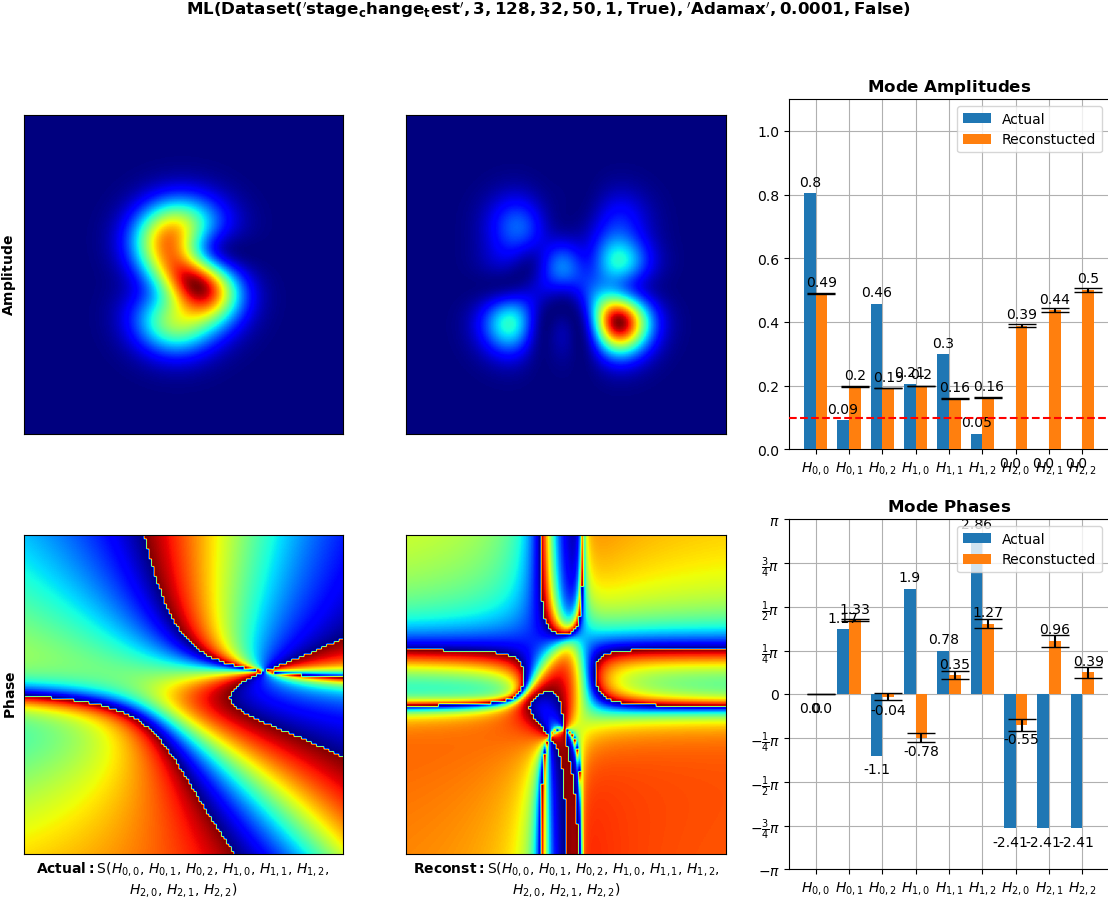 ML(Dataset('stage_change_test', 3, 128, 32, 50, 1, True), 'Adamax', 0.0001, False)
Amplitude
Mode Amplitudes
Actual
Reconstucted
1.0
0.8
0.6
0.4
0.2
0.0
0.8
0.49
0.09
0.2
0.46
0.19
0.21
0.2
0.3
0.16
0.05
0.16
0.0
0.39
0.0
0.44
0.0
0.5
H0,0 H0,1 H0,2 H1,0 H1,1 H1,2 H2,0 H2,1 H2,2
Phase
Actual: S(H0,0, H0,1, H0,2, H1,0, H1,1, H1,2,
H2,0, H2,1, H2,2)
Reconst: S(H0,0, H0,1, H0,2, H1,0, H1,1, H1,2,
H2,0, H2,1, H2,2)
Mode Phases
Actual
Reconstucted
π
3/4π
1/2π
1/4π
0
−1/4π
−1/2π
−3/4π
−π
0.0
0.0
1.33
-1.1
-0.04
1.9
-0.78
0.78
0.35
2.86
1.27
-2.41
-0.55
-2.41
0.96
-2.41
0.39
H0,0 H0,1 H0,2 H1,0 H1,1 H1,2 H2,0 H2,1 H2,2